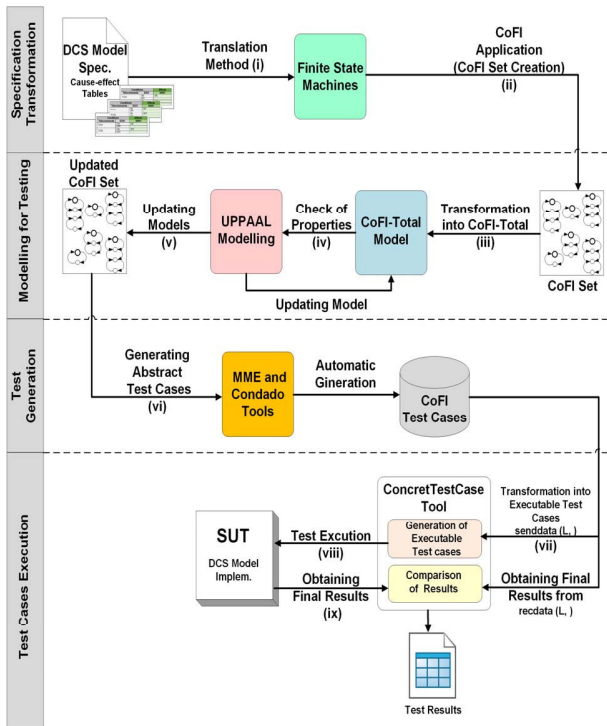 Specification
Transformation
DCS Model
Spec.
Cause-effect
Tables
Translation
Method (i)
Finite State
Machines
CoFI
Application
(CoFI Set Creation)
(ii)
Modelling for Testing
Updated
CoFI Set
Updating
Models
(v)
UPPAAL
Modelling
Check of
Properties
(iv)
CoFI-Total
Model
Transformation
into CoFI-Total
(iii)
CoFI Set
Updating Model
Test
Generation
Generating
Abstract
Test Cases
(vi)
MME and
Condado
Tools
Automatic
Gineration
CoFI
Test Cases
Test Cases Execution
SUT
DCS Model
Implem.
Test Excution
(viii)
Obtaining
Final Results
(ix)
ConcretTestCase
Tool
Generation of
Executable
Test cases
Comparison
of Results
Transformation into
Executable Test
Cases
senddata (L, )
(vii)
Obtaining Final
Results from
recdata (L, )
Test Results